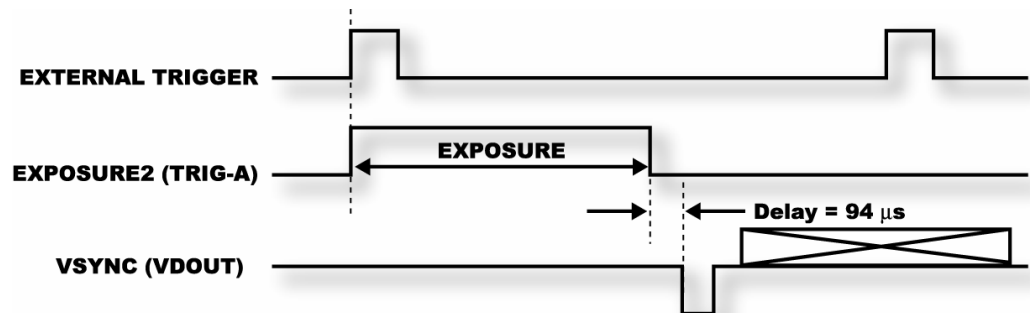 EXTERNAL TRIGGER
EXPOSURE
EXPOSURE2 (TRIG-A)
Delay = 94 μs
VSYNC (VDOUT)